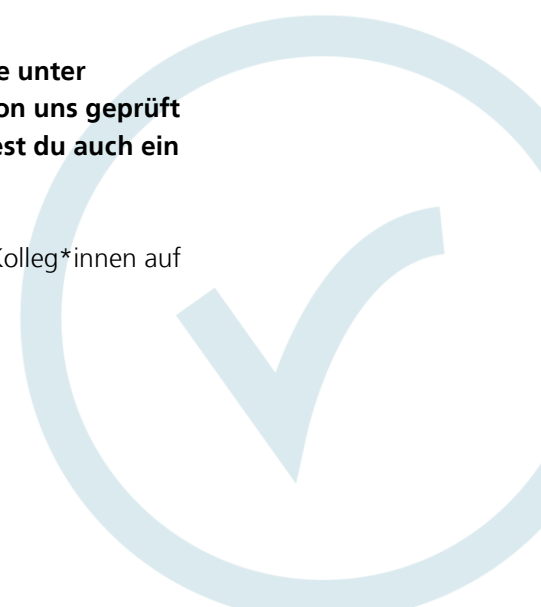 e unter
on uns geprüft
est du auch ein
Kolleg*innen auf